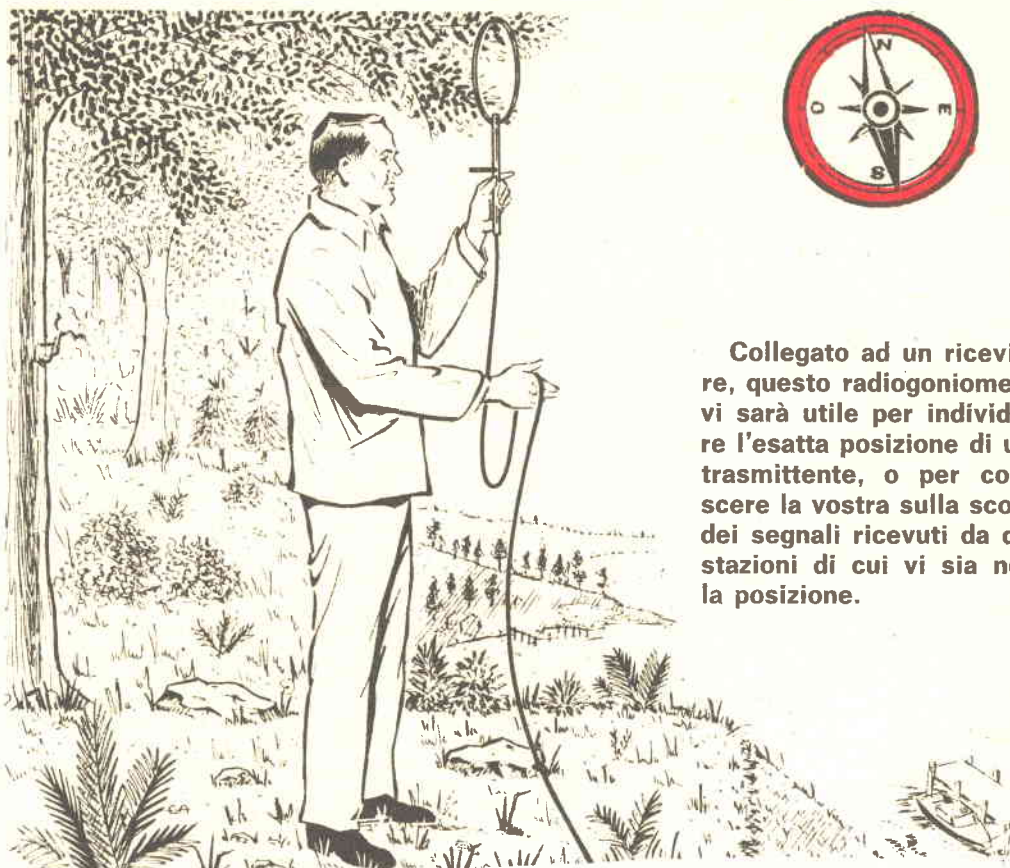 N
O
E
S
Collegato ad un ricevi
re, questo radiogoniome
vi sarà utile per individ
re l'esatta posizione di u
trasmittente, o per co
scere la vostra sulla sco
dei segnali ricevuti da d
stazioni di cui vi sia no
la posizione.
CA